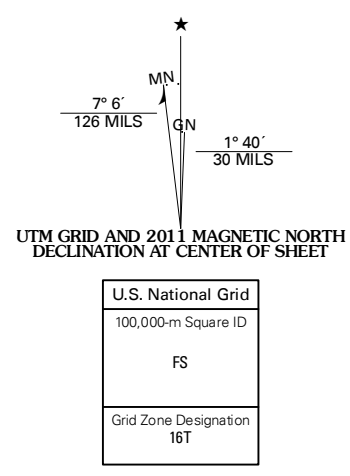 ★
MN
7° 6´
126 MILS
GN
1° 40´
30 MILS
UTM GRID AND 2011 MAGNETIC NORTH
DECLINATION AT CENTER OF SHEET
U.S. National Grid
100,000-m Square ID
FS
Grid Zone Designation
16T